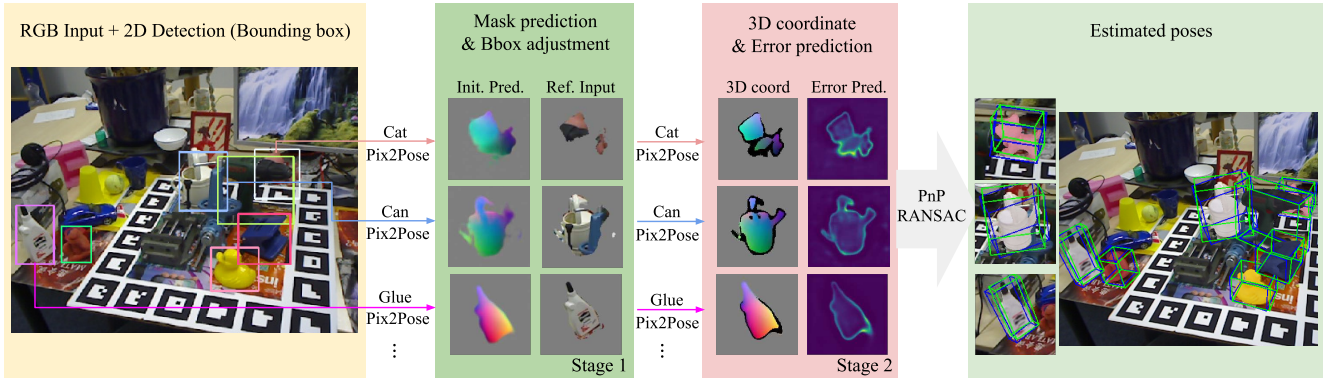 RGB Input + 2D Detection (Bounding box)
Cat
Pix2Pose
Can
Pix2Pose
Glue
Pix2Pose
...
Mask prediction
& Bbox adjustment
Init. Pred.
Ref. Input
Stage 1
Cat
Pix2Pose
Can
Pix2Pose
Glue
Pix2Pose
...
3D coordinate
& Error prediction
3D coord
Error Pred.
Stage 2
PnP
RANSAC
Estimated poses